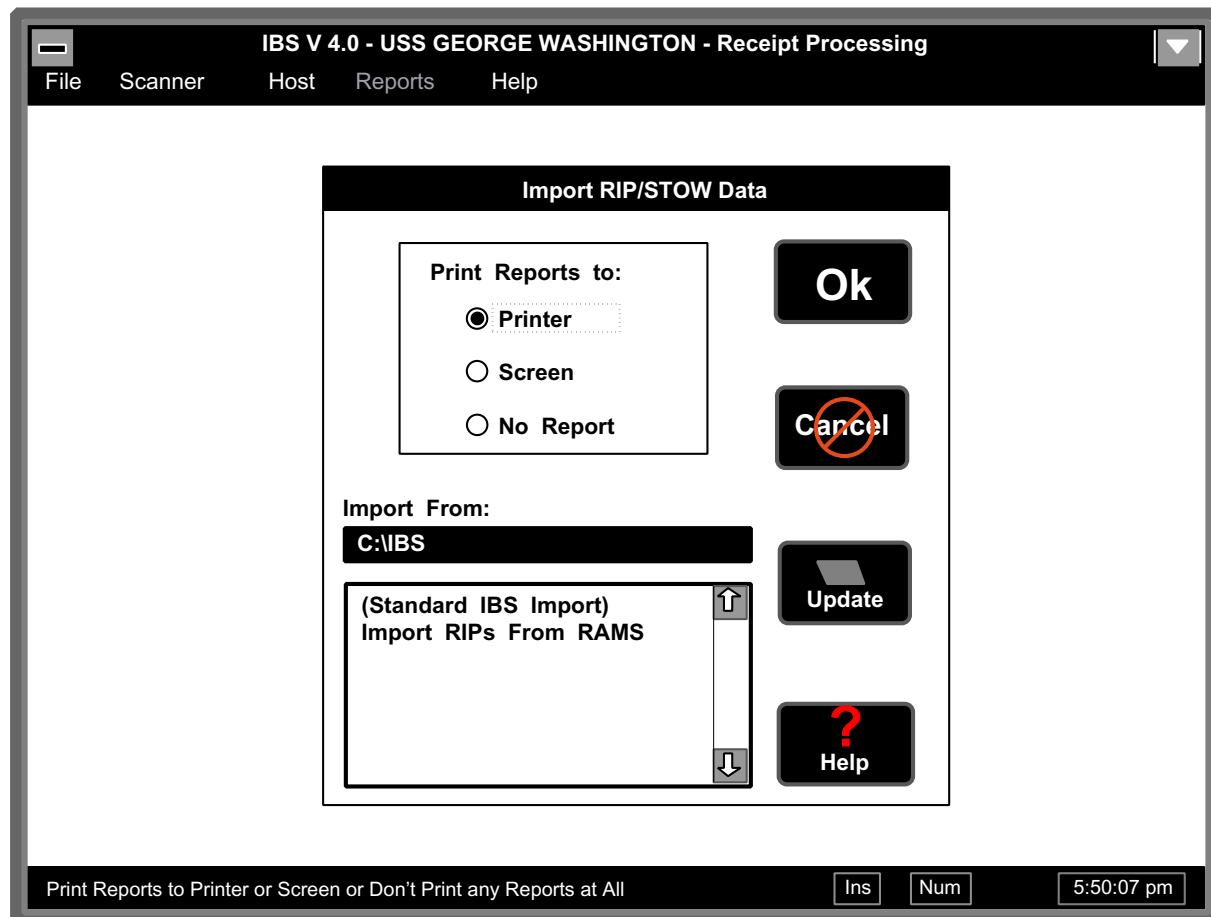 IBS V 4.0 - USS GEORGE WASHINGTON - Receipt Processing
File Scanner Host Reports Help
Import RIP/STOW Data
Print Reports to:
Printer
Screen
No Report
Ok
Cancel
Import From:
C:\IBS
(Standard IBS Import)
Import RIPs From RAMS
Update
?
Help
Print Reports to Printer or Screen or Don’t Print any Reports at All
Ins
Num
5:50:07 pm